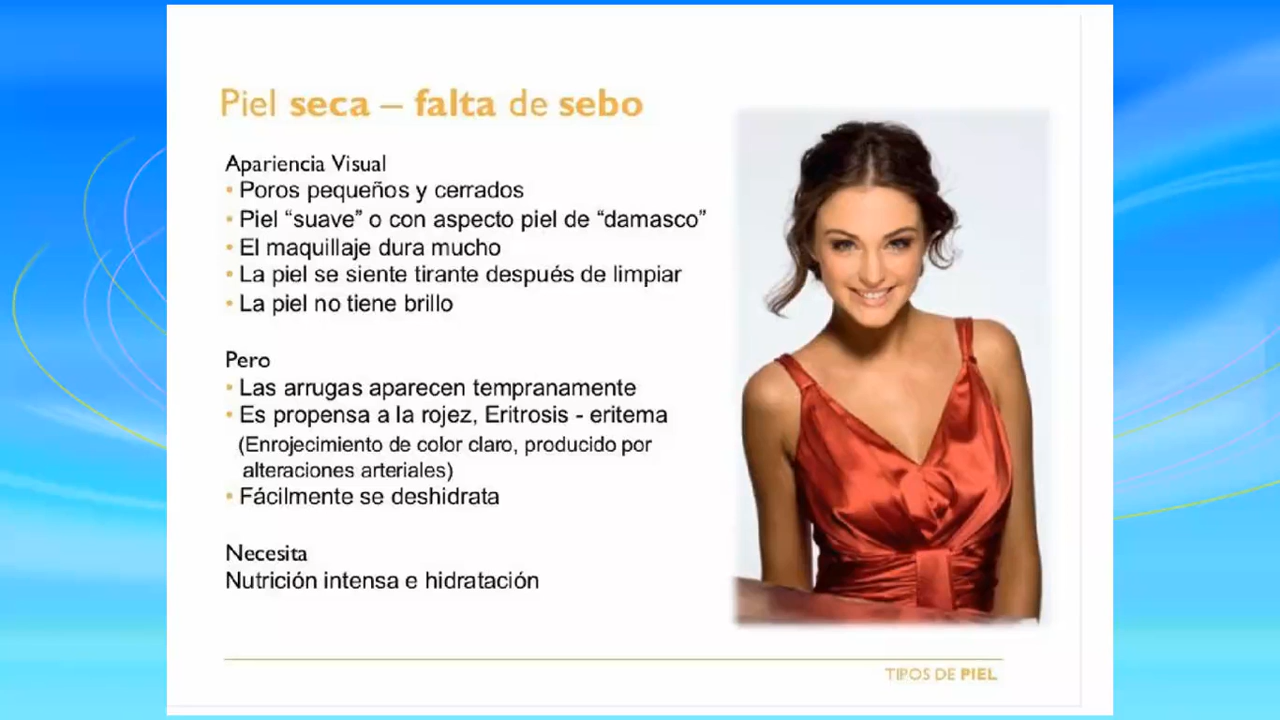 Piel seca – falta de sebo
Apariencia Visual
• Poros pequeños y cerrados
• Piel “suave” o con aspecto piel de “damasco”
• El maquillaje dura mucho
• La piel se siente tirante después de limpiar
• La piel no tiene brillo
Pero
• Las arrugas aparecen tempranamente
• Es propensa a la rojez, Eritrosis - eritema
(Enrojecimiento de color claro, producido por
alteraciones arteriales)
• Fácilmente se deshidrata
Necesita
Nutrición intensa e hidratación
TIPOS DE PIEL